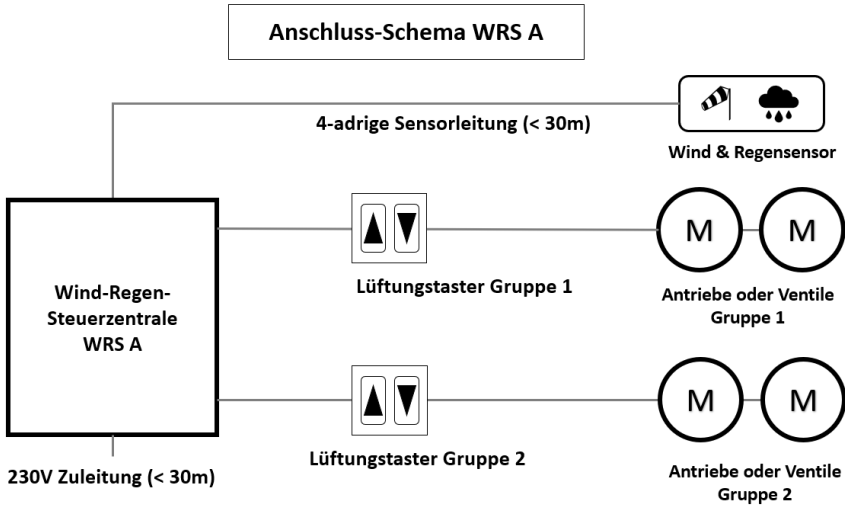 Anschluss-Schema WRS A
4-adrige Sensorleitung (< 30m)
Wind & Regensensor
Wind-Regen-
Steuerzentrale
WRS A
Lüftungstaster Gruppe 1
M
M
Antriebe oder Ventile
Gruppe 1
Lüftungstaster Gruppe 2
M
M
Antriebe oder Ventile
Gruppe 2
230V Zuleitung (< 30m)